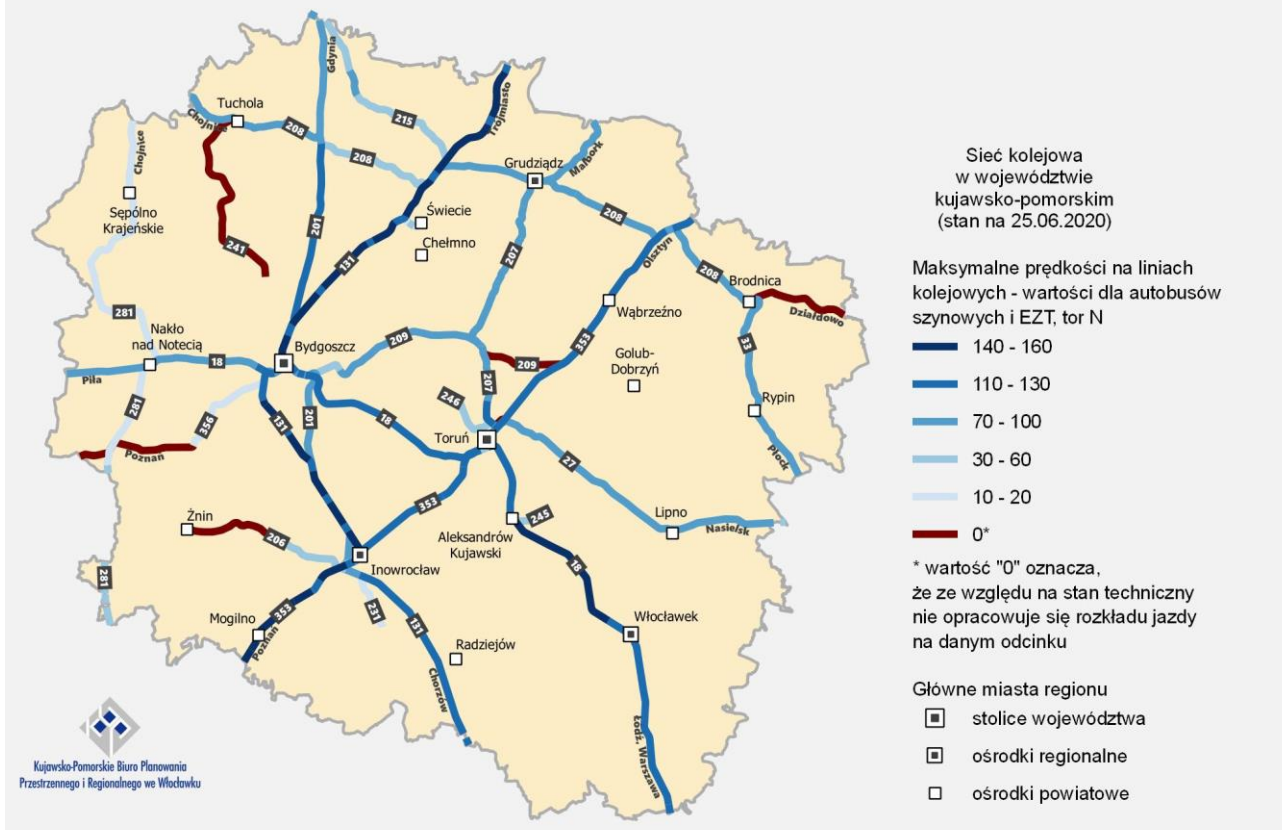 Gdynia
Trójmiasto
Tuchola
Chojnice
208
215
208
Malbork
Grudziądz
Chojnice
Sępólno
Krajeńskie
Świecie
Chełmno
201
241
131
207
208
Olsztyn
208
Brodnica
Działdowo
Wąbrzeźno
281
Nakło
nad Notecią
18
Piła
Bydgoszcz
209
209
353
Golub-
Dobrzyń
33
Rypin
207
246
281
356
131
201
18
Toruń
Poznań
27
Płock
353
Żnin
206
245
Aleksandrów
Kujawski
Lipno
Nasielsk
Inowrocław
281
18
231
353
Mogilno
Poznań
131
Radziejów
Włocławek
Chorzów
Łódź, Warszawa
Kujawsko-Pomorskie Biuro Planowania
Przestrzennego i Regionalnego we Włocławku
Sieć kolejowa
w województwie
kujawsko-pomorskim
(stan na 25.06.2020)
Maksymalne prędkości na liniach
kolejowych - wartości dla autobusów
szynowych i EZT, tor N
140 - 160
110 - 130
70 - 100
30 - 60
10 - 20
0*
* wartość "0" oznacza,
że ze względu na stan techniczny
nie opracowuje się rozkładu jazdy
na danym odcinku
Główne miasta regionu
stolice województwa
ośrodki regionalne
ośrodki powiatowe